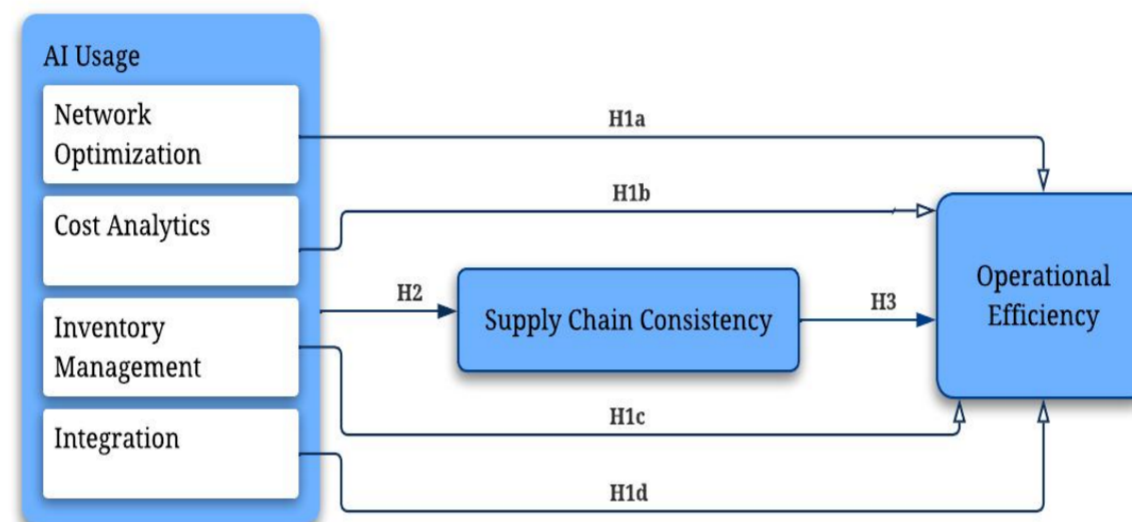 AI Usage
Network
Optimization
Cost Analytics
Inventory
Management
Integration
H1a
H1b
H2
Supply Chain Consistency
H3
H1c
H1d
Operational
Efficiency